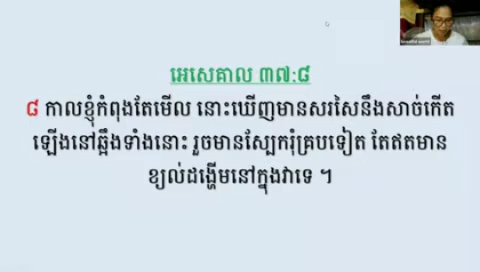 អេសេគាល ៣៧:៨
៨ កាលខ្ញុំកំពុងតែមើល នោះឃើញមានសរសៃនឹងសាច់កើត
ឡើងនៅឆ្អឹងទាំងនោះ រួចមានស្បែករុំគ្របទៀត តែឥតមាន
ខ្យល់ដង្ហើមនៅក្នុងវាទេ ។